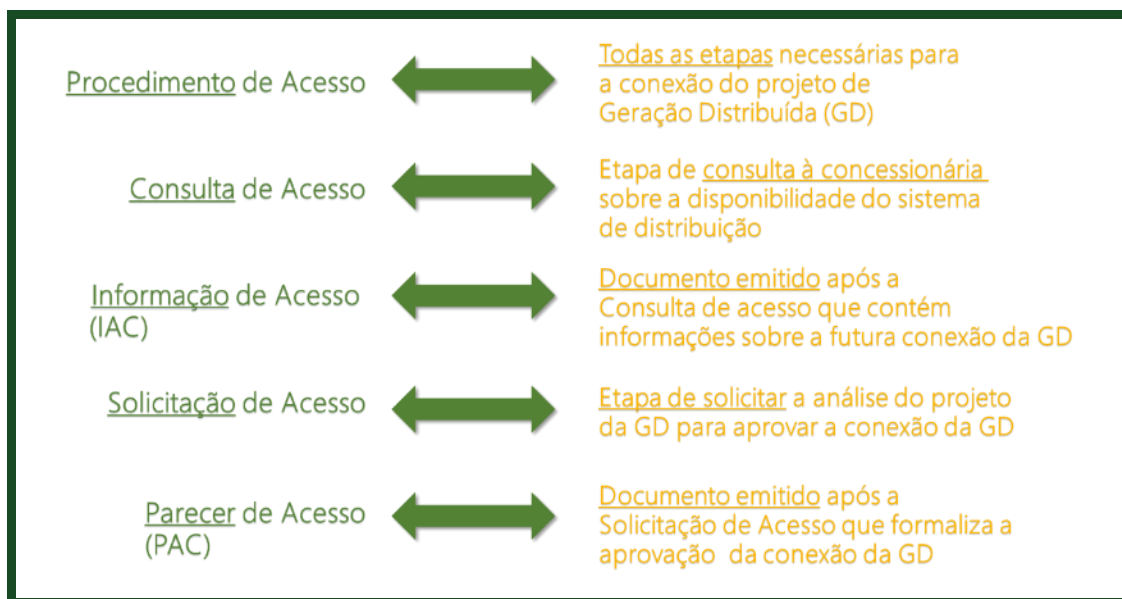 Procedimento de Acesso
Todas as etapas necessárias para
a conexão do projeto de
Geração Distribuída (GD)
Consulta de Acesso
Etapa de consulta à concessionária
sobre a disponibilidade do sistema
de distribuição
Informação de Acesso
(IAC)
Documento emitido após a
Consulta de acesso que contém
informações sobre a futura conexão da GD
Solicitação de Acesso
Etapa de solicitar a análise do projeto
da GD para aprovar a conexão da GD
Parecer de Acesso
(PAC)
Documento emitido após a
Solicitação de Acesso que formaliza a
aprovação da conexão da GD